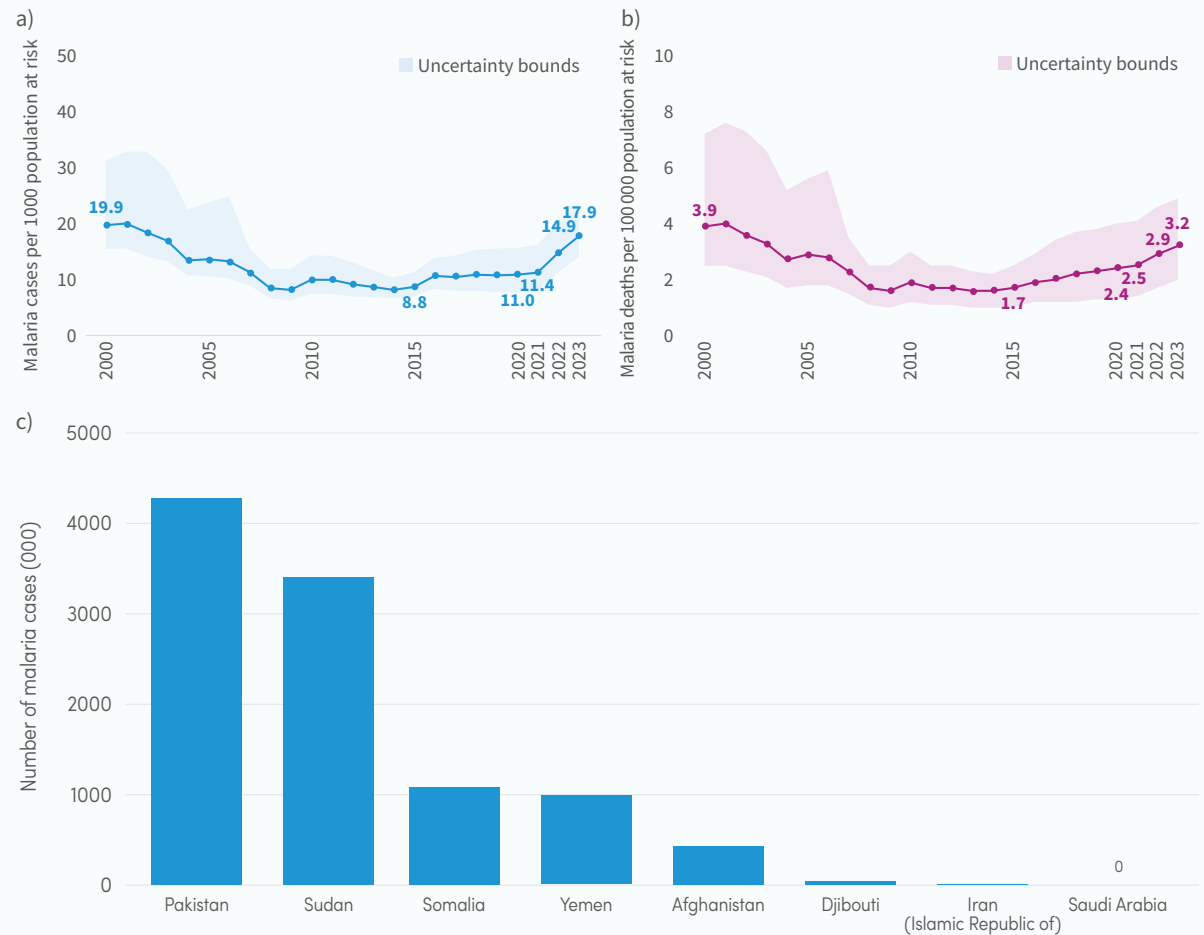 a)
Malaria cases per 1000 population at risk
50
40
30
20
10
0
Uncertainty bounds
19.9
8.8
11.0
11.4
14.9
17.9
2000
2005
2010
2015
2020
2021
2022
2023
b)
Malaria deaths per 100 000 population at risk
10
8
6
4
2
0
Uncertainty bounds
3.9
1.7
2.4
2.5
2.9
3.2
2000
2005
2010
2015
2020
2021
2022
2023
c)
Number of malaria cases (000)
5000
4000
3000
2000
1000
0
0
Pakistan
Sudan
Somalia
Yemen
Afghanistan
Djibouti
Iran
(Islamic Republic of)
Saudi Arabia